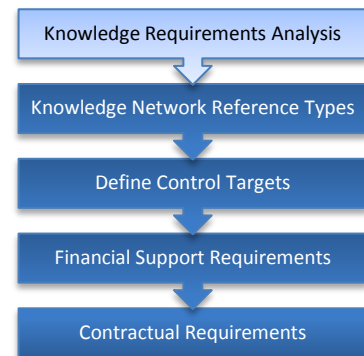 Knowledge Requirements Analysis
Knowledge Network Reference Types
Define Control Targets
Financial Support Requirements
Contractual Requirements